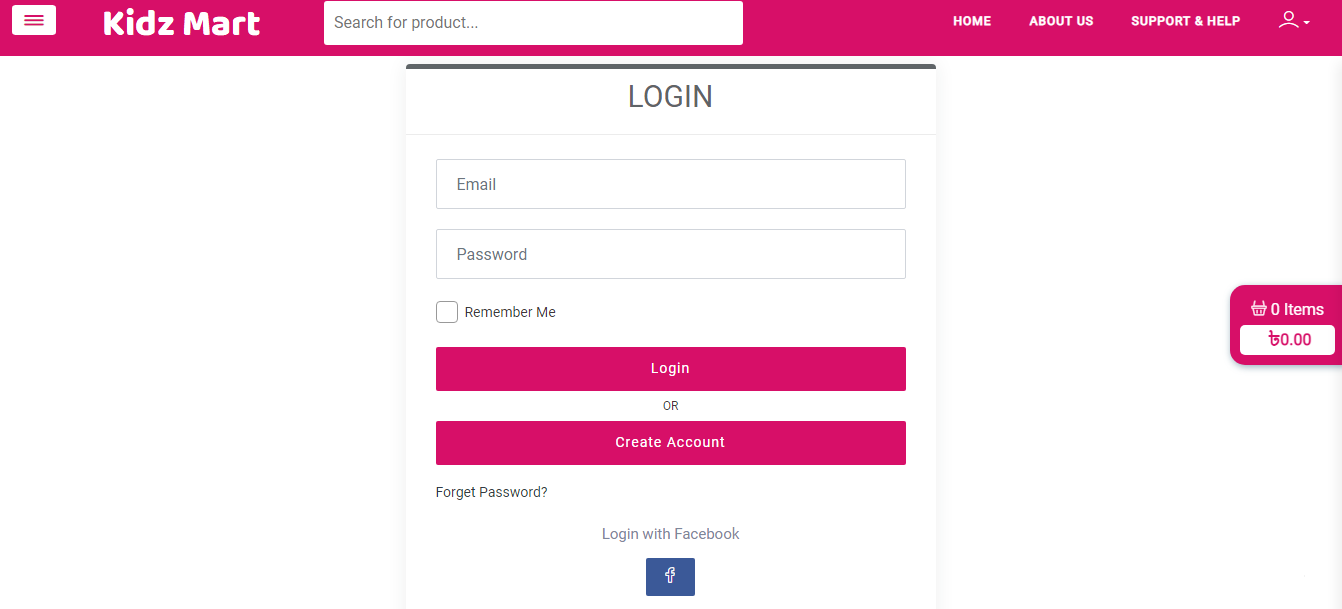 Kidz Mart
Search for product...
HOME
ABOUT US
SUPPORT & HELP
LOGIN
Email
Password
Remember Me
Login
OR
Create Account
Forget Password?
Login with Facebook
f
0 Items
৳0.00